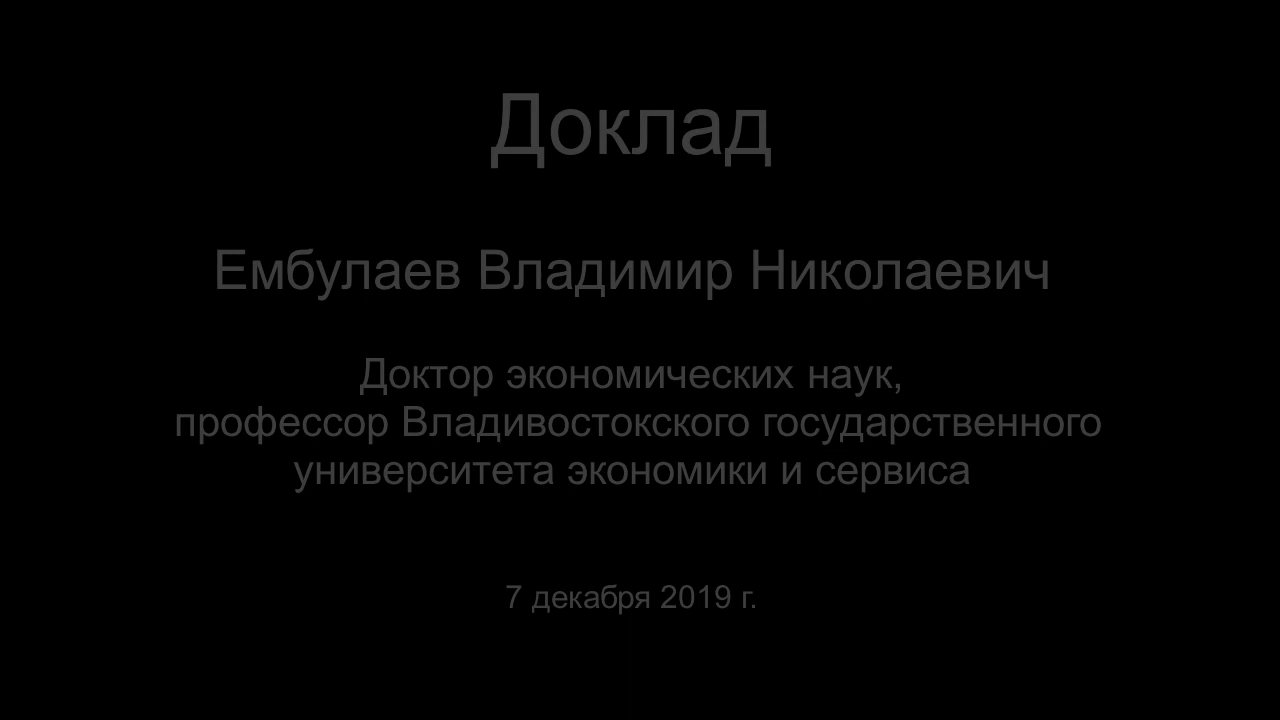 Доклад
Ембулаев Владимир Николаевич
Доктор экономических наук,
профессор Владивостокского государственного
университета экономики и сервиса
7 декабря 2019 г.